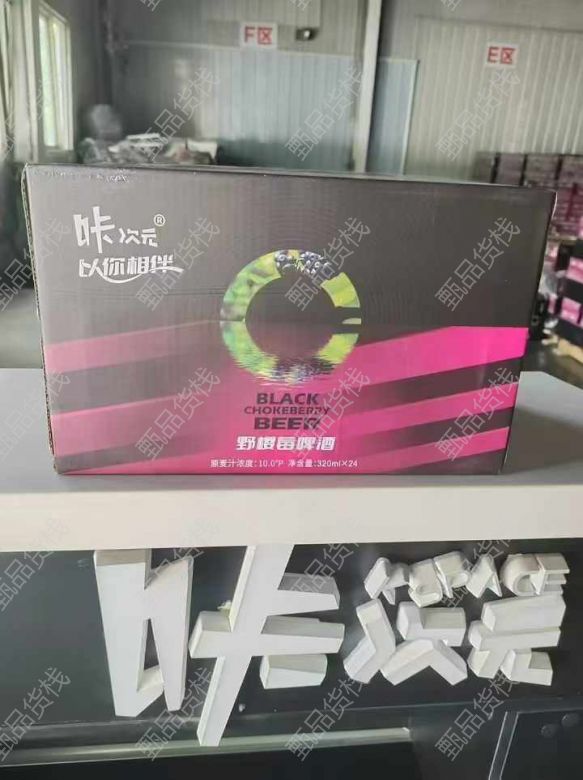 F区
E区
咔次元®
以你相伴
BLACK
CHOKEBERRY
BEER
野樱莓啤酒
原麦汁浓度:10.0°P 净含量:320ml×24
K-SPACE
咔次元
甄品货栈